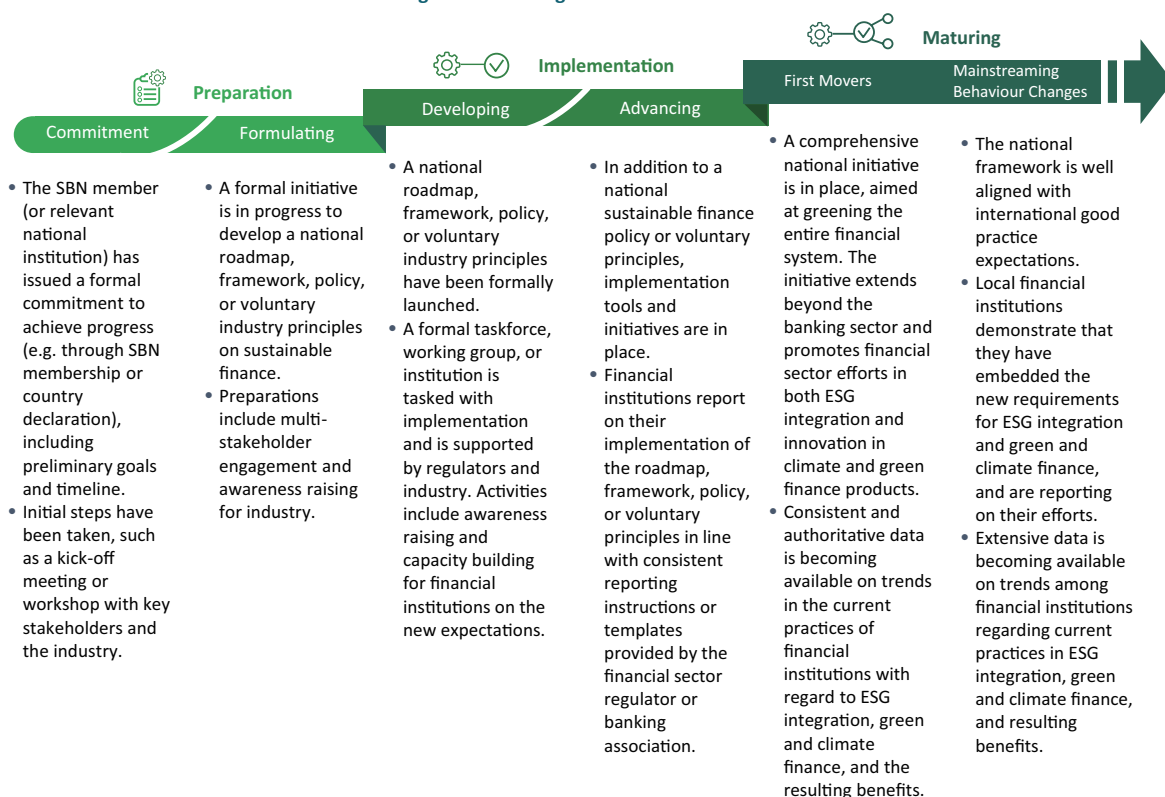 Preparation
Commitment
Formulating
Implementation
Developing
Advancing
Maturing
First Movers
Mainstreaming
Behaviour Changes
• The SBN member
(or relevant
national
institution) has
issued a formal
commitment to
achieve progress
(e.g. through SBN
membership or
country
declaration),
including
preliminary goals
and timeline.
• Initial steps have
been taken, such
as a kick-off
meeting or
workshop with key
stakeholders and
the industry.
• A formal initiative
is in progress to
develop a national
roadmap,
framework, policy,
or voluntary
industry principles
on sustainable
finance.
• Preparations
include multi-
stakeholder
engagement and
awareness raising
for industry.
• A national
roadmap,
framework, policy,
or voluntary
industry principles
have been formally
launched.
• A formal taskforce,
working group, or
institution is
tasked with
implementation
and is supported
by regulators and
industry. Activities
include awareness
raising and
capacity building
for financial
institutions on the
new expectations.
• In addition to a
national
sustainable finance
policy or voluntary
principles,
implementation
tools and
initiatives are in
place.
• Financial
institutions report
on their
implementation of
the roadmap,
framework, policy,
or voluntary
principles in line
with consistent
reporting
instructions or
templates
provided by the
financial sector
regulator or
banking
association.
• A comprehensive
national initiative
is in place, aimed
at greening the
entire financial
system. The
initiative extends
beyond the
banking sector and
promotes financial
sector efforts in
both ESG
integration and
innovation in
climate and green
finance products.
• Consistent and
authoritative data
is becoming
available on trends
in the current
practices of
financial
institutions with
regard to ESG
integration, green
and climate
finance, and the
resulting benefits.
• The national
framework is well
aligned with
international good
practice
expectations.
• Local financial
institutions
demonstrate that
they have
embedded the
new requirements
for ESG integration
and green and
climate finance,
and are reporting
on their efforts.
• Extensive data is
becoming available
on trends among
financial institutions
regarding current
practices in ESG
integration, green
and climate finance,
and resulting
benefits.